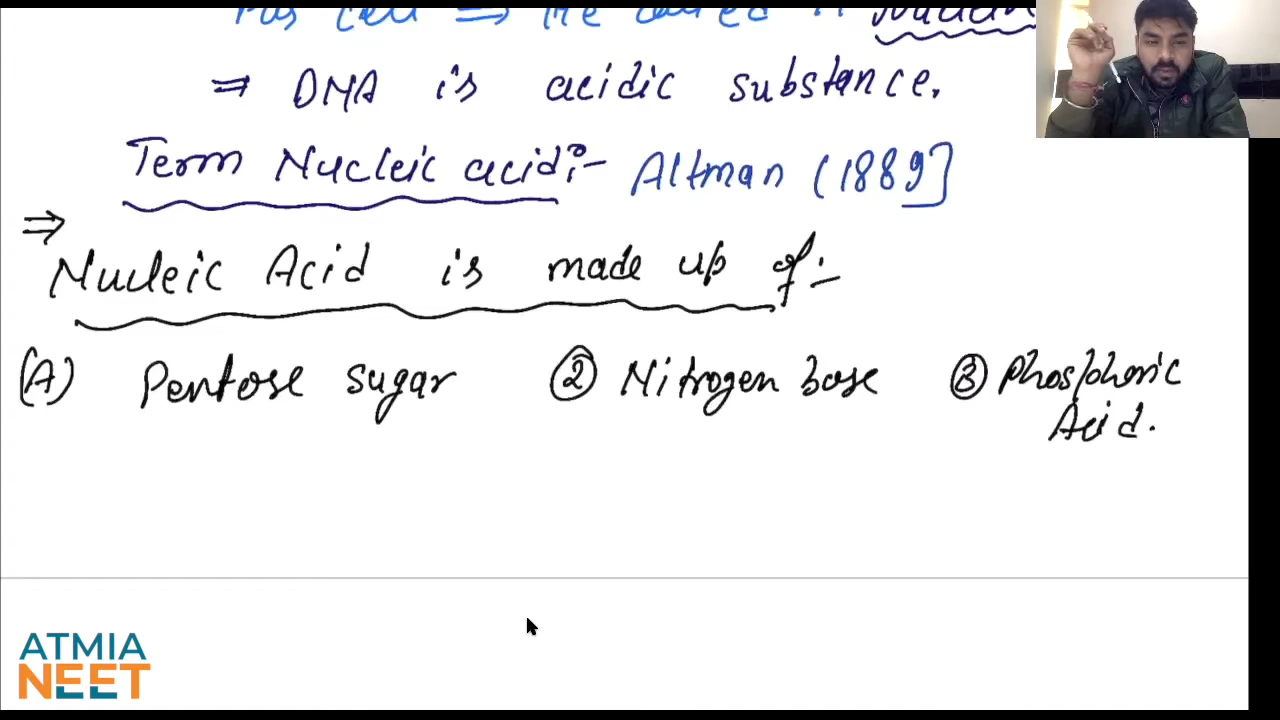 ⇒ DNA is acidic substance.
Term Nucleic acid:- Altman (1889]
⇒
Nucleic Acid is made up of:-
(A) Pentose sugar ② Nitrogen base ③ Phosphoric
Acid.
ATMIA
NEET